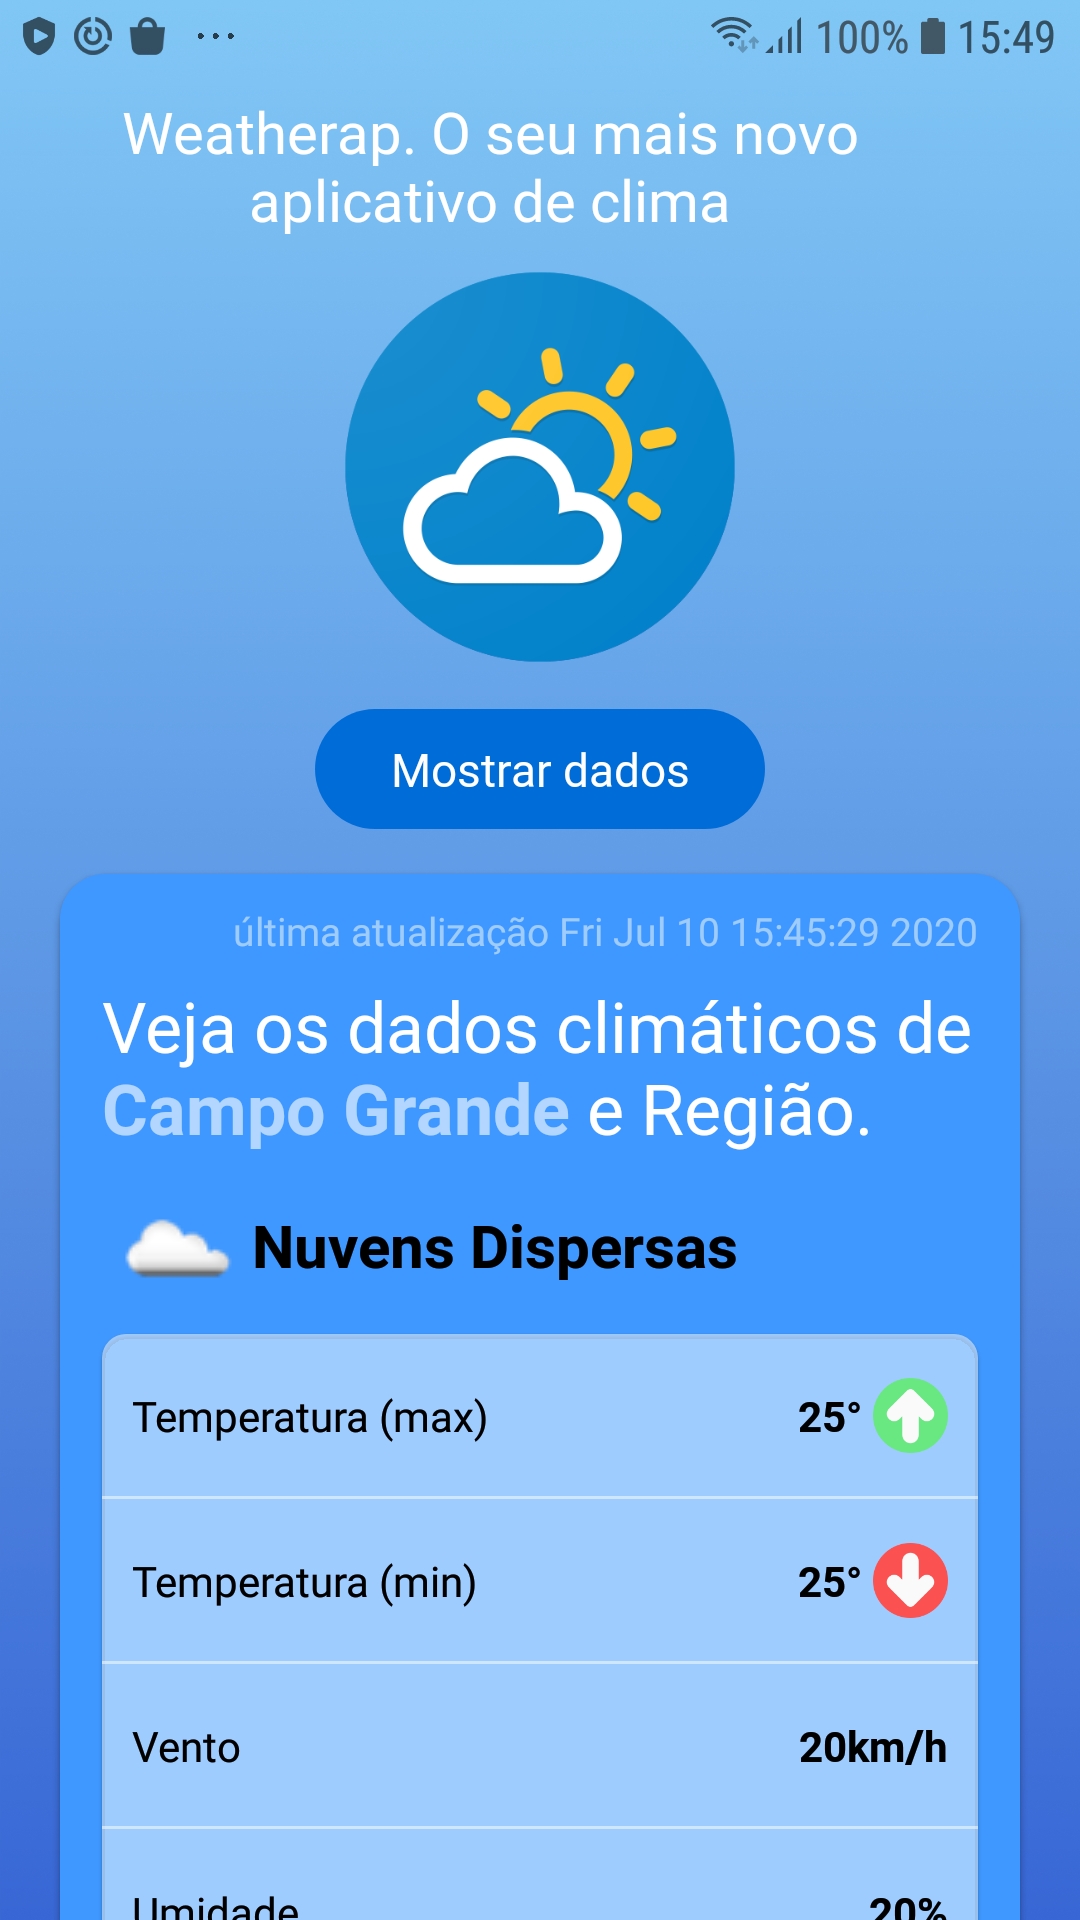 100% 15:49
Weatherap. O seu mais novo
aplicativo de clima
Mostrar dados
última atualização Fri Jul 10 15:45:29 2020
Veja os dados climáticos de
Campo Grande e Região.
Nuvens Dispersas
Temperatura (max) 25°
Temperatura (min) 25°
Vento 20km/h
Umidade 20%